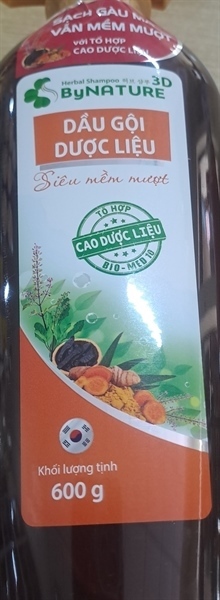 SẠCH GÀU MÀ
VẪN MỀM MƯỢT
VỚI TỔ HỢP
CAO DƯỢC LIỆU
Herbal Shampoo
3D
ByNATURE
DẦU GỘI
DƯỢC LIỆU
Siêu mềm mượt
TỔ HỢP
CAO DƯỢC LIỆU
BIO-MED 10
Khối lượng tịnh
600 g